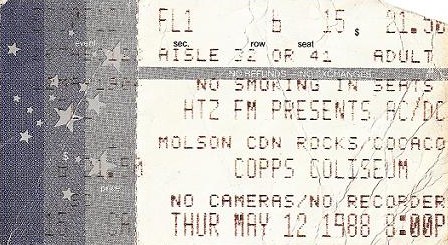 event FL1 6 15 $ 21.50
sec. row seat
AISLE 32 OR 41 ADULT
NO REFUNDS — NO EXCHANGES
NO SMOKING IN SEATS
HTZ FM PRESENTS AC/DC
MOLSON CDN ROCKS/COCACO
$ COPPS COLISEUM
price
NO CAMERAS/NO RECORDER
THUR MAY 12 1988 8:00P